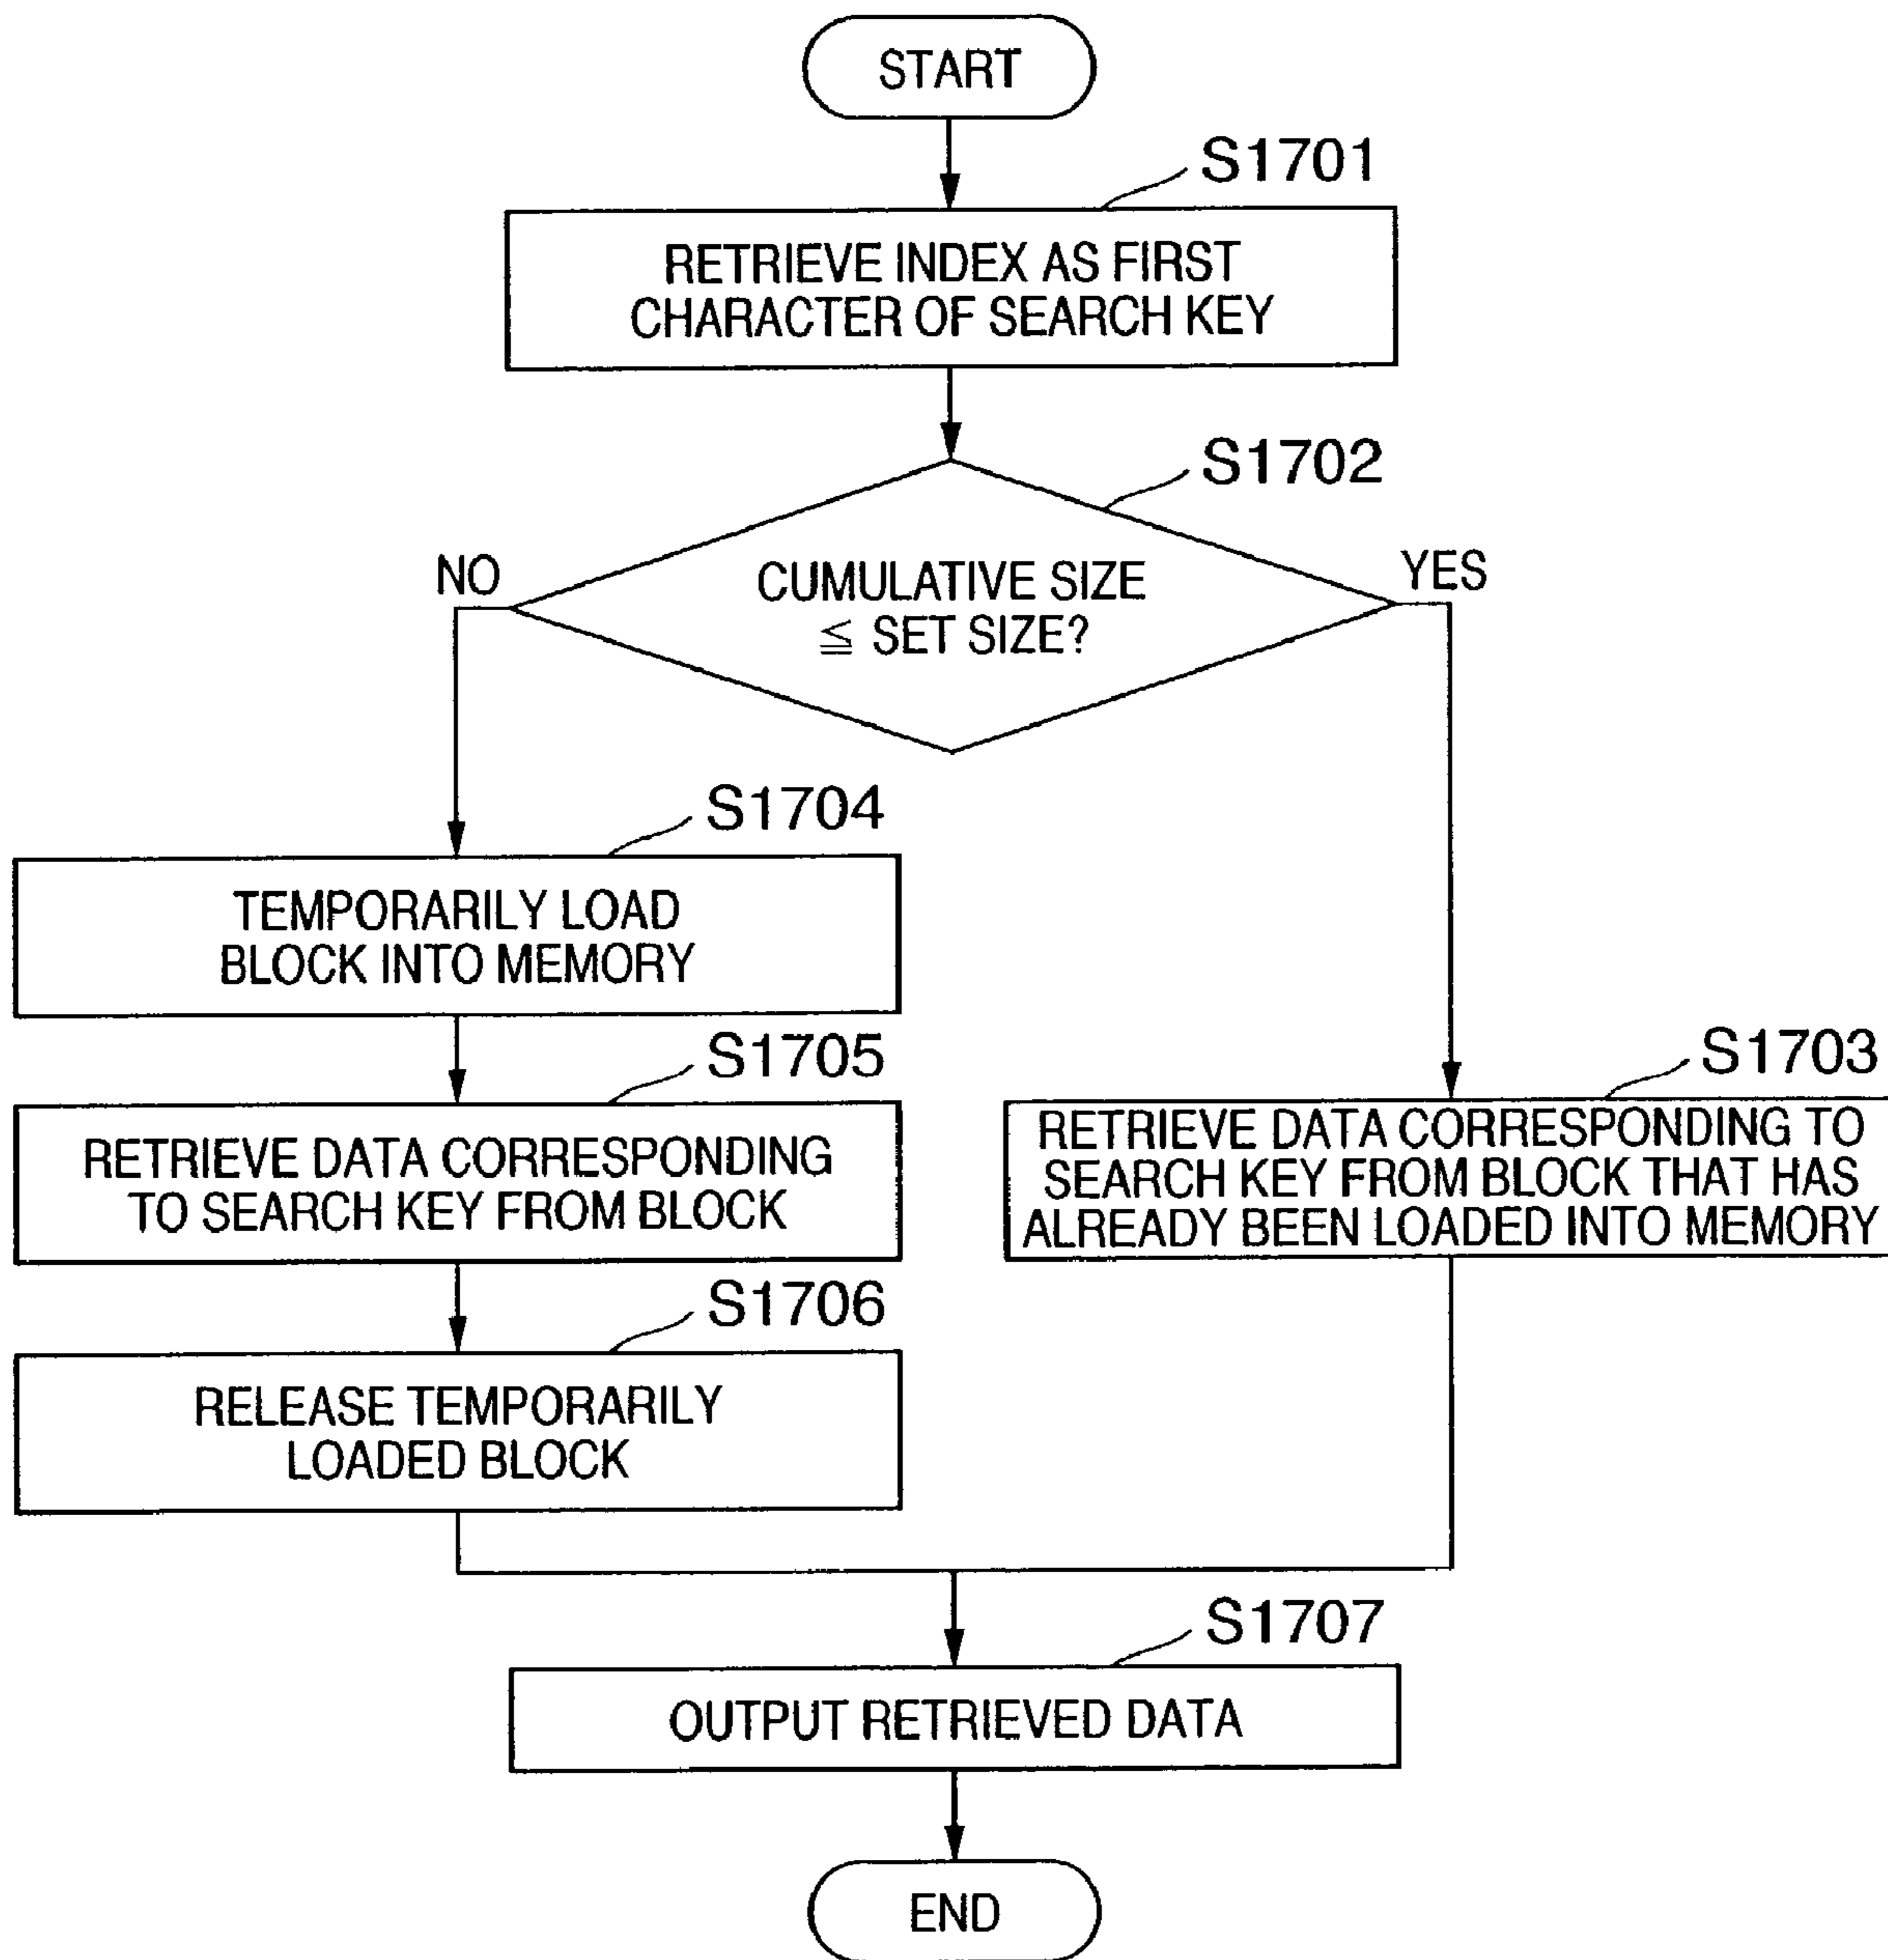 START
S1701
RETRIEVE INDEX AS FIRST
CHARACTER OF SEARCH KEY
S1702
NO
CUMULATIVE SIZE
≦ SET SIZE?
YES
S1704
TEMPORARILY LOAD
BLOCK INTO MEMORY
S1705
RETRIEVE DATA CORRESPONDING
TO SEARCH KEY FROM BLOCK
S1703
RETRIEVE DATA CORRESPONDING TO
SEARCH KEY FROM BLOCK THAT HAS
ALREADY BEEN LOADED INTO MEMORY
S1706
RELEASE TEMPORARILY
LOADED BLOCK
S1707
OUTPUT RETRIEVED DATA
END